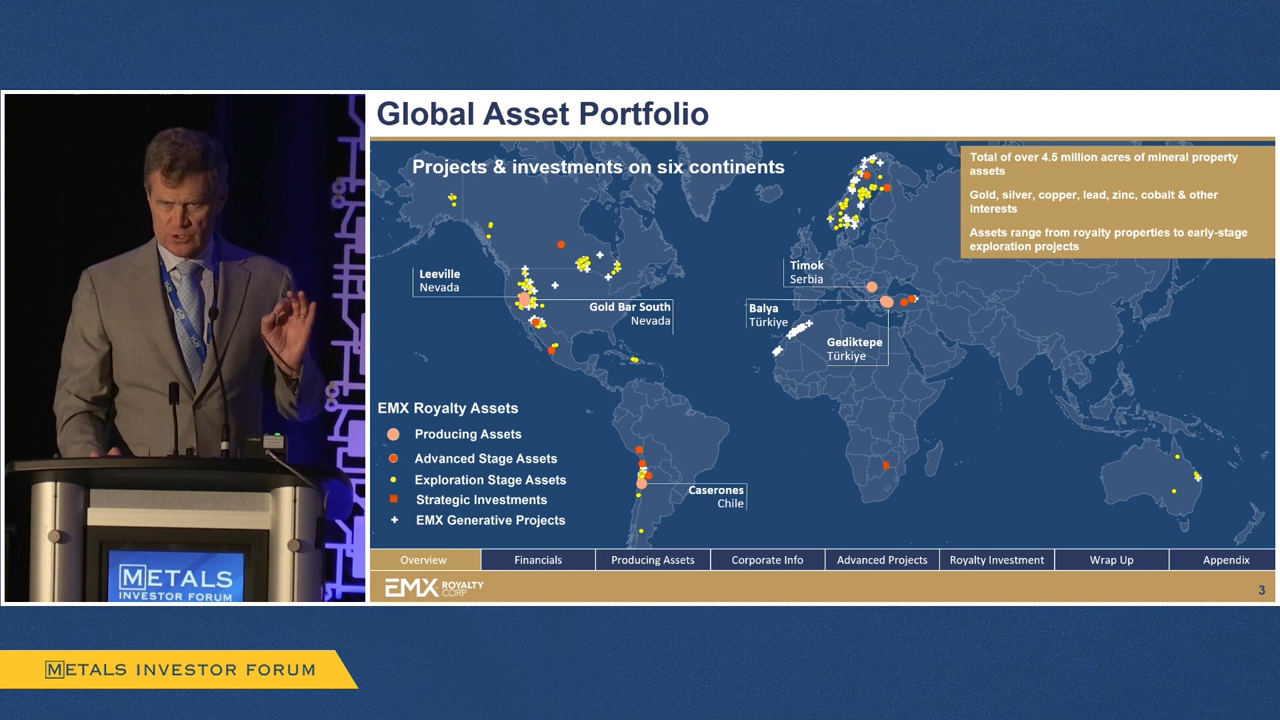 Global Asset Portfolio
Projects & investments on six continents
Total of over 4.5 million acres of mineral property
assets
Gold, silver, copper, lead, zinc, cobalt & other
interests
Assets range from royalty properties to early-stage
exploration projects
Leeville
Nevada
Gold Bar South
Nevada
Timok
Serbia
Balya
Türkiye
Gediktepe
Türkiye
Caserones
Chile
EMX Royalty Assets
Producing Assets
Advanced Stage Assets
Exploration Stage Assets
Strategic Investments
EMX Generative Projects
Overview
Financials
Producing Assets
Corporate Info
Advanced Projects
Royalty Investment
Wrap Up
Appendix
EMX ROYALTY
CORP
3
METALS
INVESTOR FORUM
METALS INVESTOR FORUM